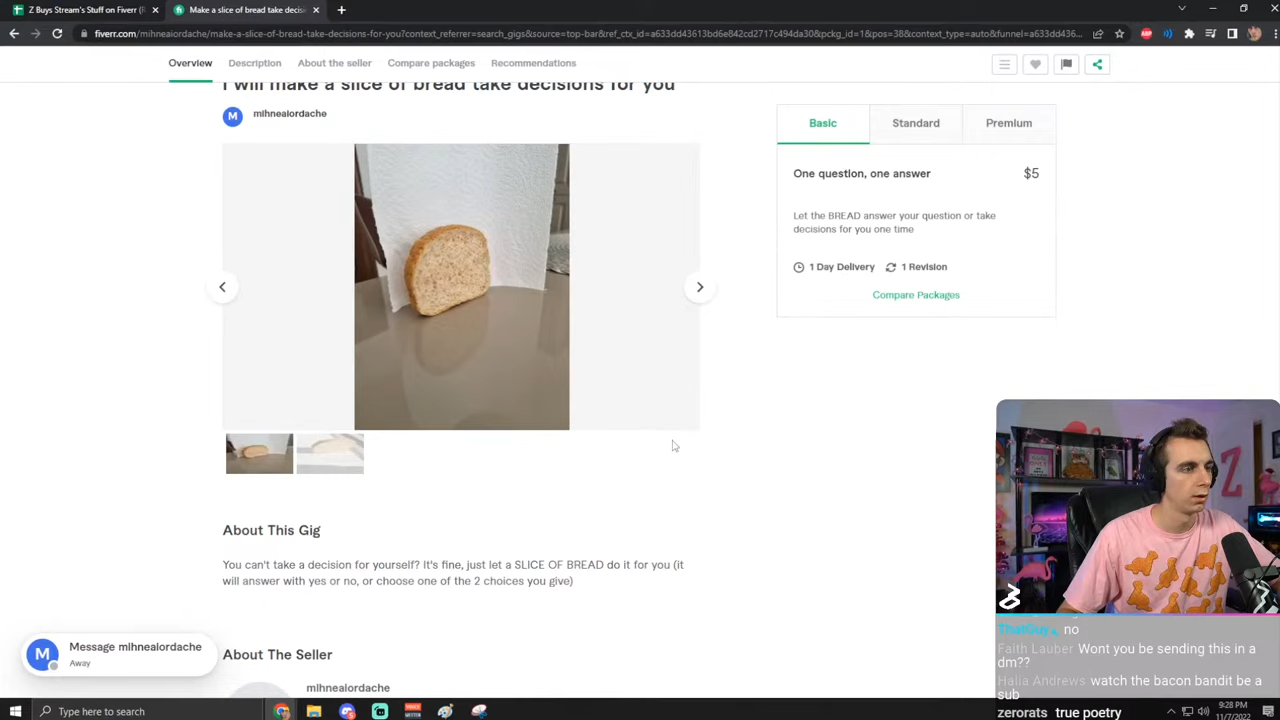 Z Buys Stream's Stuff on Fiverr (
Make a slice of bread take decis
fiverr.com/mihneaiordache/make-a-slice-of-bread-take-decisions-for-you?context_referrer=search_gigs&source=top-bar&ref_ctx_id=a633dd43613bd6e842cd2717c494da30&pckg_id=1&pos=38&context_type=auto&funnel=a633dd43...
Overview Description About the seller Compare packages Recommendations
I will make a slice of bread take decisions for you
M mihneaiordache
Basic Standard Premium
One question, one answer $5
Let the BREAD answer your question or take
decisions for you one time
1 Day Delivery 1 Revision
Compare Packages
About This Gig
You can't take a decision for yourself? It's fine, just let a SLICE OF BREAD do it for you (it
will answer with yes or no, or choose one of the 2 choices you give)
M Message mihneaiordache
Away
About The Seller
mihneaiordache
ThatGuy no
Faith Lauber Wont you be sending this in a
dm??
Halia Andrews watch the bacon bandit be a
sub
zerorats true poetry
Type here to search
9:28 PM
11/7/2022